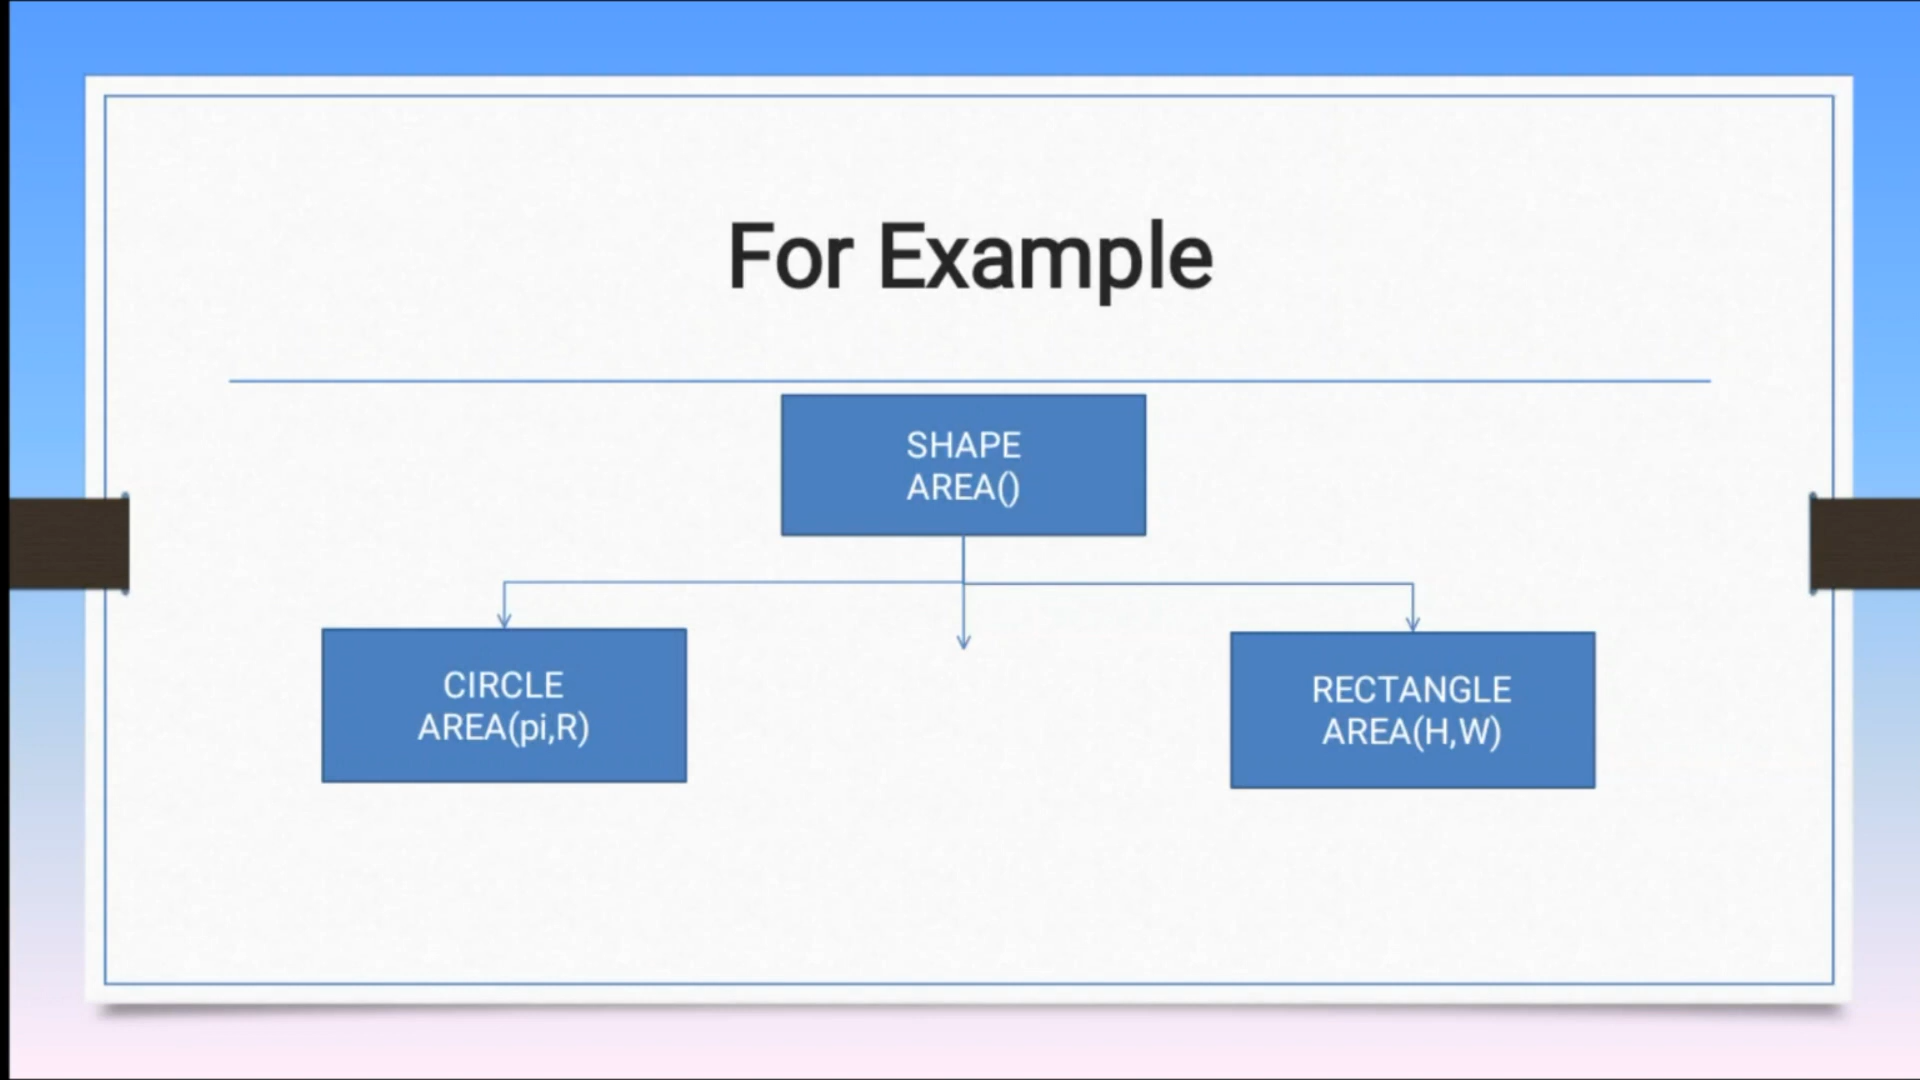 For Example
SHAPE
AREA()
CIRCLE
AREA(pi,R)
RECTANGLE
AREA(H,W)